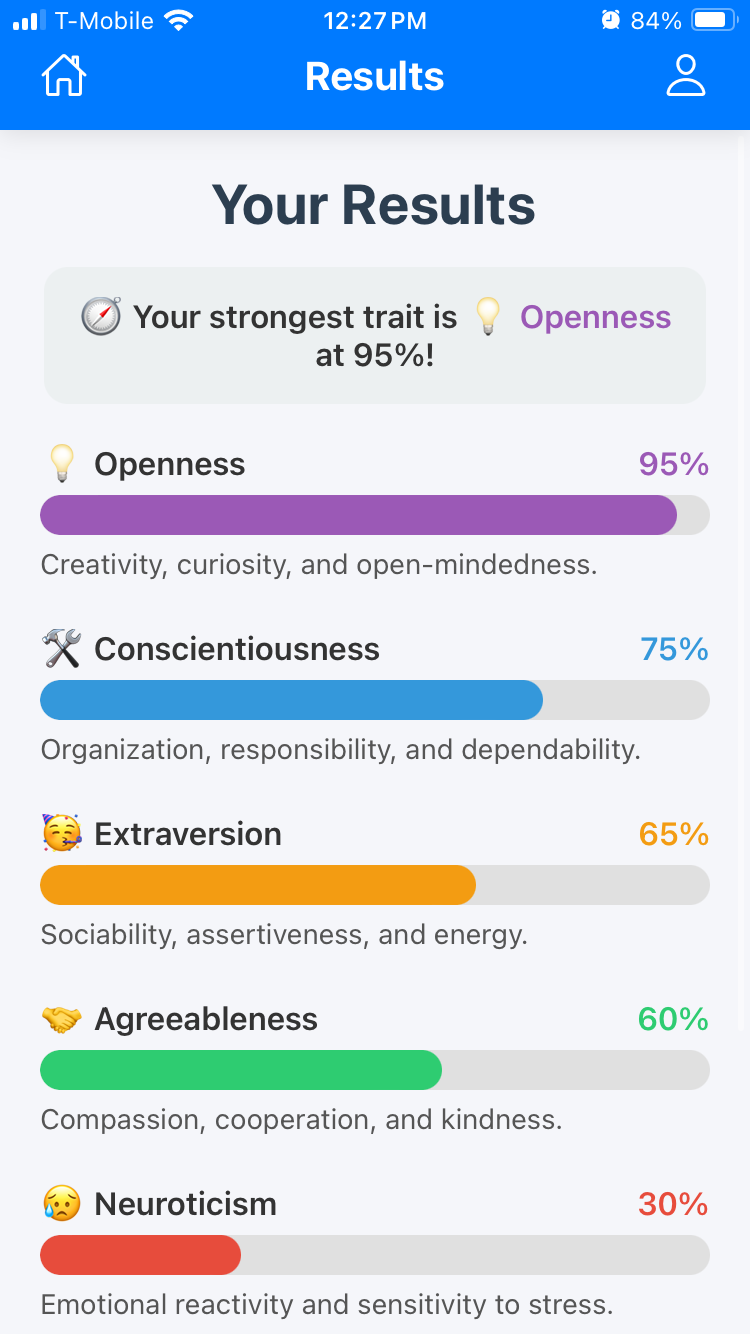 T-Mobile 12:27 PM 84%
Results
Your Results
Your strongest trait is Openness
at 95%!
Openness 95%
Creativity, curiosity, and open-mindedness.
Conscientiousness 75%
Organization, responsibility, and dependability.
Extraversion 65%
Sociability, assertiveness, and energy.
Agreeableness 60%
Compassion, cooperation, and kindness.
Neuroticism 30%
Emotional reactivity and sensitivity to stress.